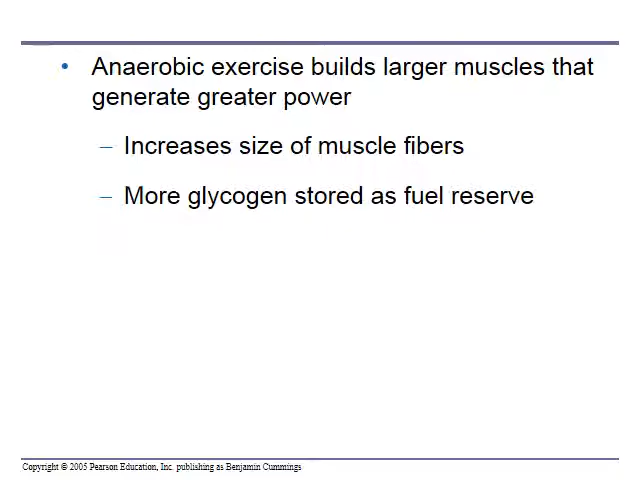 • Anaerobic exercise builds larger muscles that
generate greater power
– Increases size of muscle fibers
– More glycogen stored as fuel reserve
Copyright © 2005 Pearson Education, Inc. publishing as Benjamin Cummings